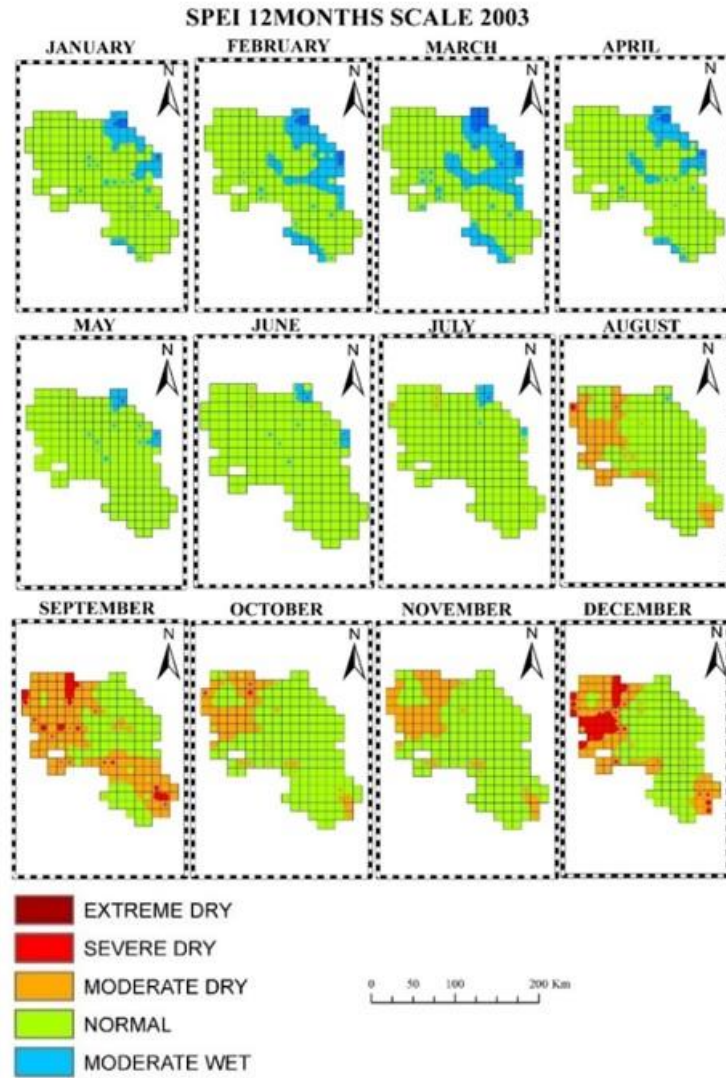 SPEI 12MONTHS SCALE 2003
JANUARY FEBRUARY MARCH APRIL
N N N N
MAY JUNE JULY AUGUST
N N N N
SEPTEMBER OCTOBER NOVEMBER DECEMBER
N N N N
EXTREME DRY
SEVERE DRY
MODERATE DRY
0 50 100 200 Km
NORMAL
MODERATE WET